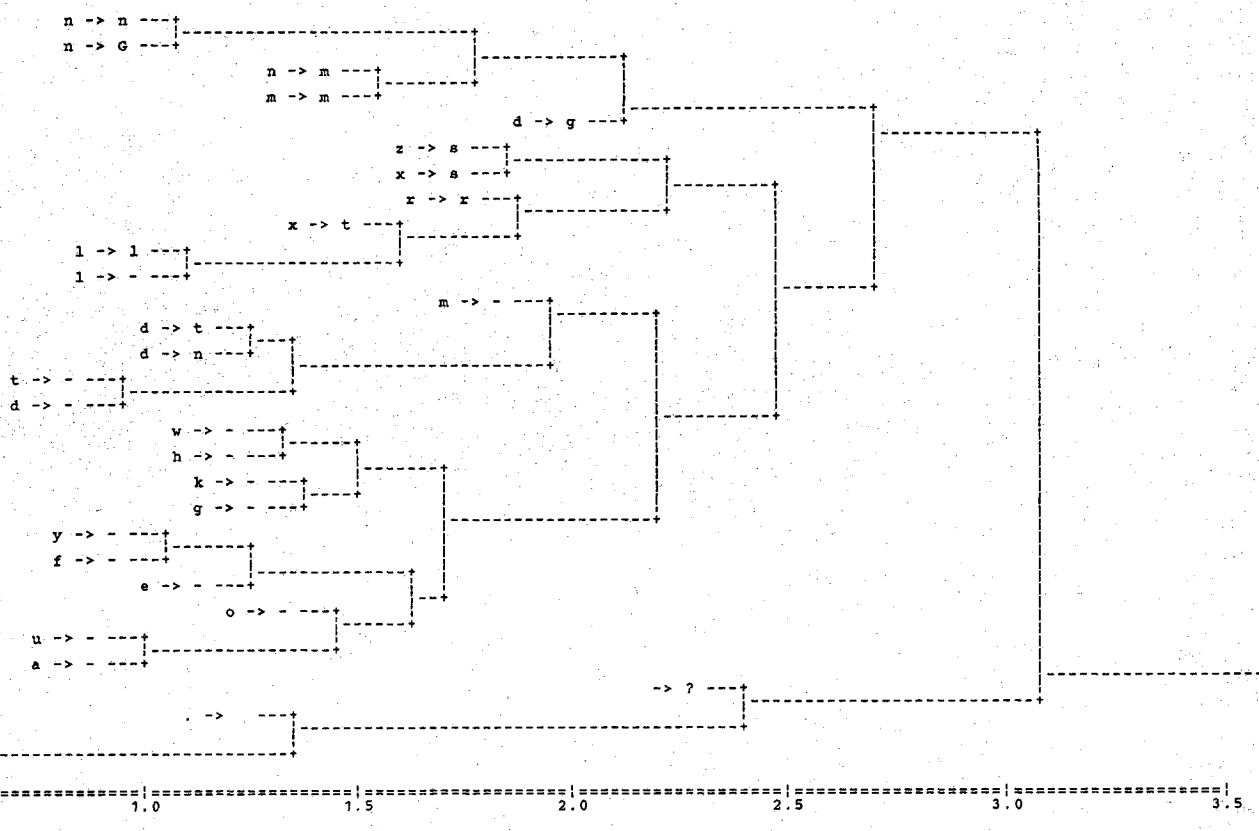 n -> n
n -> G
n -> m
m -> m
d -> g
z -> s
x -> s
r -> r
x -> t
l -> l
l -> -
m -> -
d -> t
d -> n
t -> -
d -> -
w -> -
h -> -
k -> -
g -> -
y -> -
f -> -
e -> -
o -> -
u -> -
a -> -
-> ?
. ->
1.0 1.5 2.0 2.5 3.0 3.5